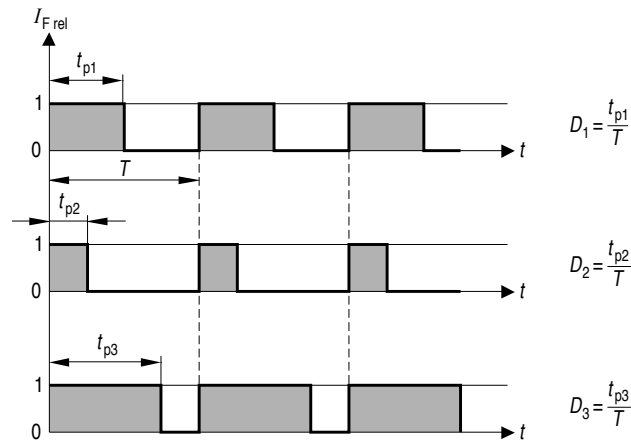 I_F rel
t_p1
1
0
t
D_1 = t_p1/T
T
t_p2
1
0
t
D_2 = t_p2/T
t_p3
1
0
t
D_3 = t_p3/T